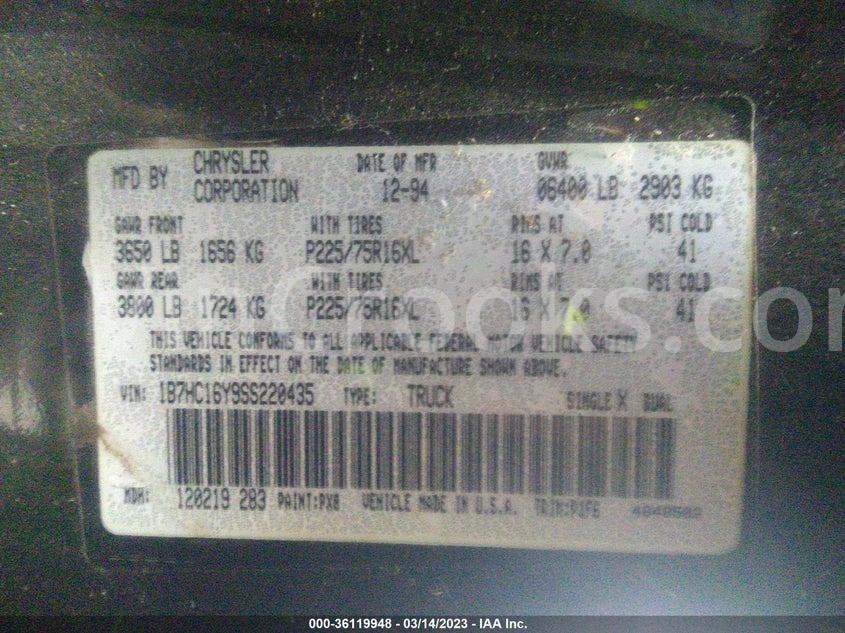 MFD BY CHRYSLER CORPORATION DATE OF MFR 12-94 GVWR 06400 LB 2903 KG
GAWR FRONT WITH TIRES RIMS AT PSI COLD
3650 LB 1656 KG P225/75R16XL 16 X 7.0 41
GAWR REAR WITH TIRES RIMS AT PSI COLD
3800 LB 1724 KG P225/75R16XL 16 X 7.0 41
THIS VEHICLE CONFORMS TO ALL APPLICABLE FEDERAL MOTOR VEHICLE SAFETY
STANDARDS IN EFFECT ON THE DATE OF MANUFACTURE SHOWN ABOVE.
VIN: 1B7HC16Y9SS220435 TYPE: TRUCK SINGLE X DUAL
MDH: 120219 283 PAINT:PX8 VEHICLE MADE IN U.S.A.
000-36119948 - 03/14/2023 - IAA Inc.